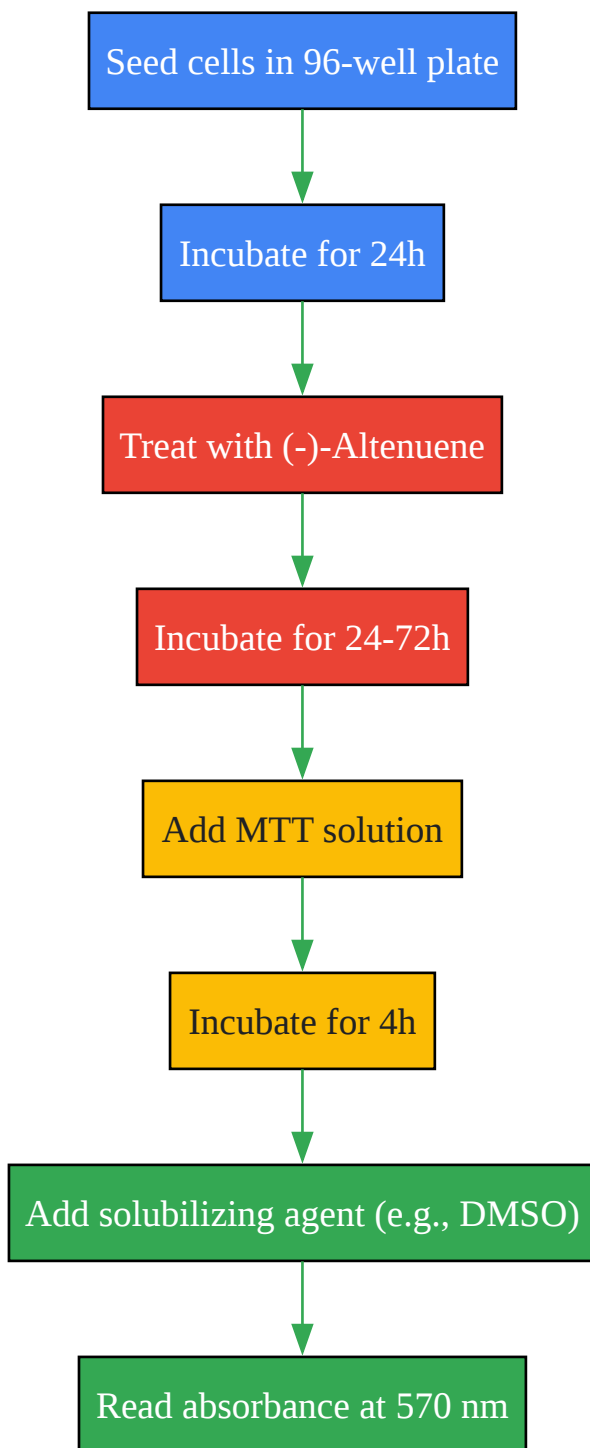 Seed cells in 96-well plate
Incubate for 24h
Treat with (-)-Altenuene
Incubate for 24-72h
Add MTT solution
Incubate for 4h
Add solubilizing agent (e.g., DMSO)
Read absorbance at 570 nm